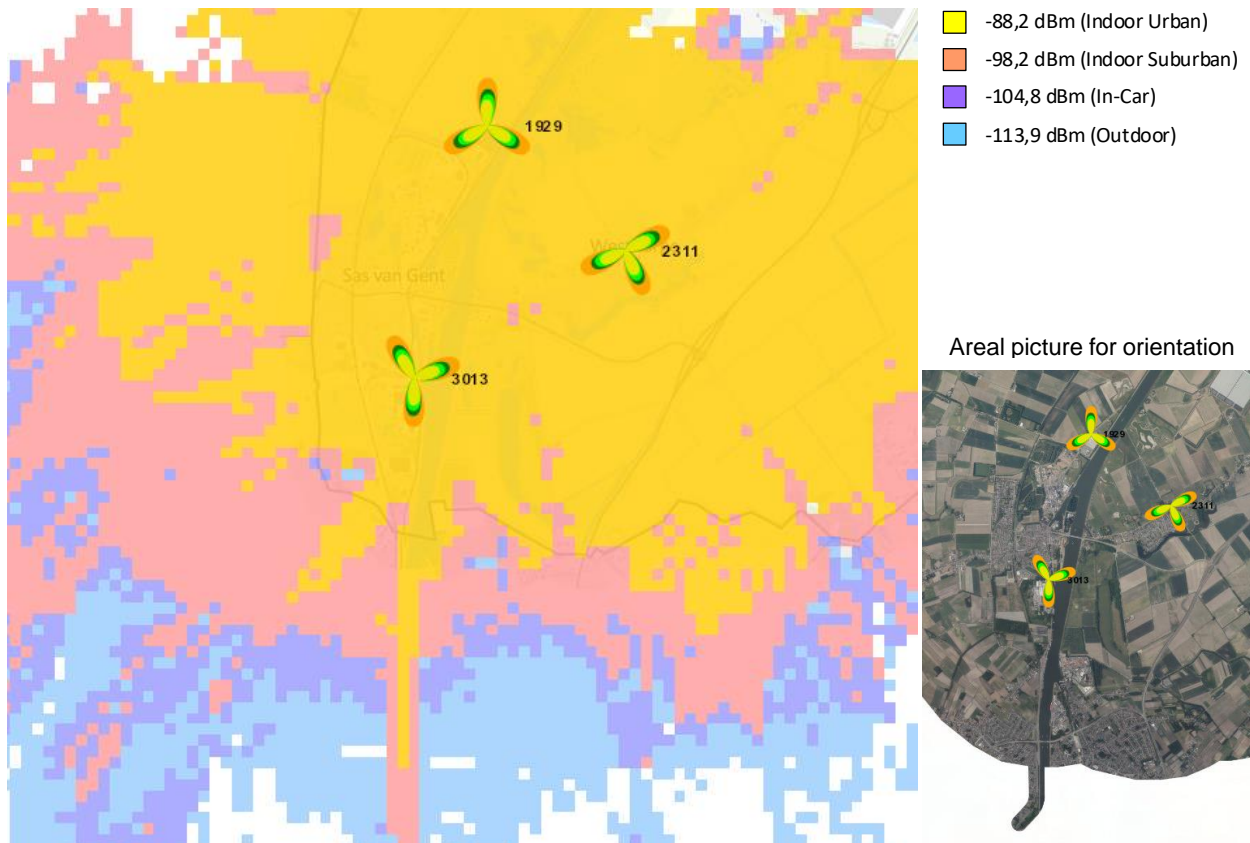 -88,2 dBm (Indoor Urban)
-98,2 dBm (Indoor Suburban)
-104,8 dBm (In-Car)
-113,9 dBm (Outdoor)
1929
2311
Sas van Gent
3013
Areal picture for orientation
1929
2311
3013